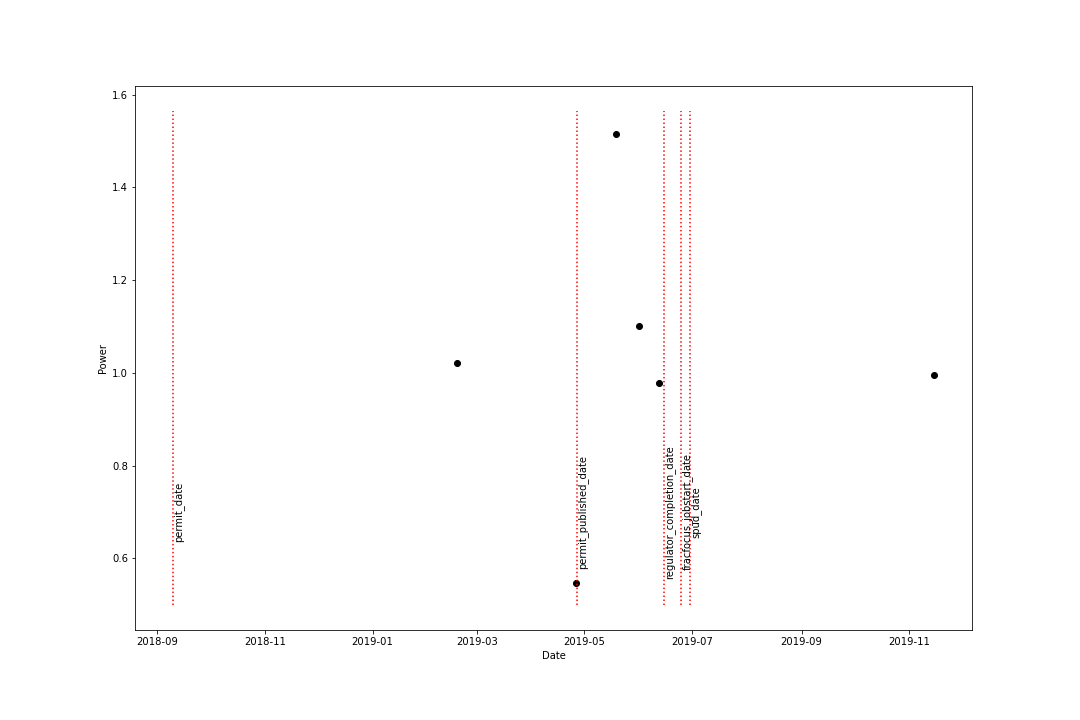 1.6
1.4
1.2
1.0
0.8
0.6
Power
permit_date
permit_published_date
regulator_completion_date
fracfocus_jobstart_date
spud_date
2018-09
2018-11
2019-01
2019-03
2019-05
2019-07
2019-09
2019-11
Date